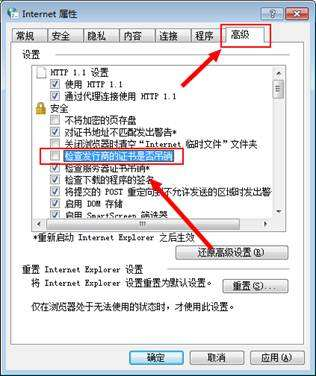 Internet 属性
常规 安全 隐私 内容 连接 程序 高级
设置
HTTP 1.1 设置
使用 HTTP 1.1
通过代理连接使用 HTTP 1.1
安全
不将加密的页存盘
对证书地址不匹配发出警告*
关闭浏览器时清空“Internet 临时文件”文件夹
检查发行商的证书是否吊销
检查服务器证书吊销*
检查下载的程序的签名
将提交的 POST 重定向到不允许发送的区域时发出警
启用 DOM 存储
启用 SmartScreen 筛选器
*重新启动 Internet Explorer 之后生效
还原高级设置(R)
重置 Internet Explorer 设置
将 Internet Explorer 设置重置为默认设置。
重置(S)...
仅在浏览器处于无法使用的状态时，才使用此设置。
确定 取消 应用(A)